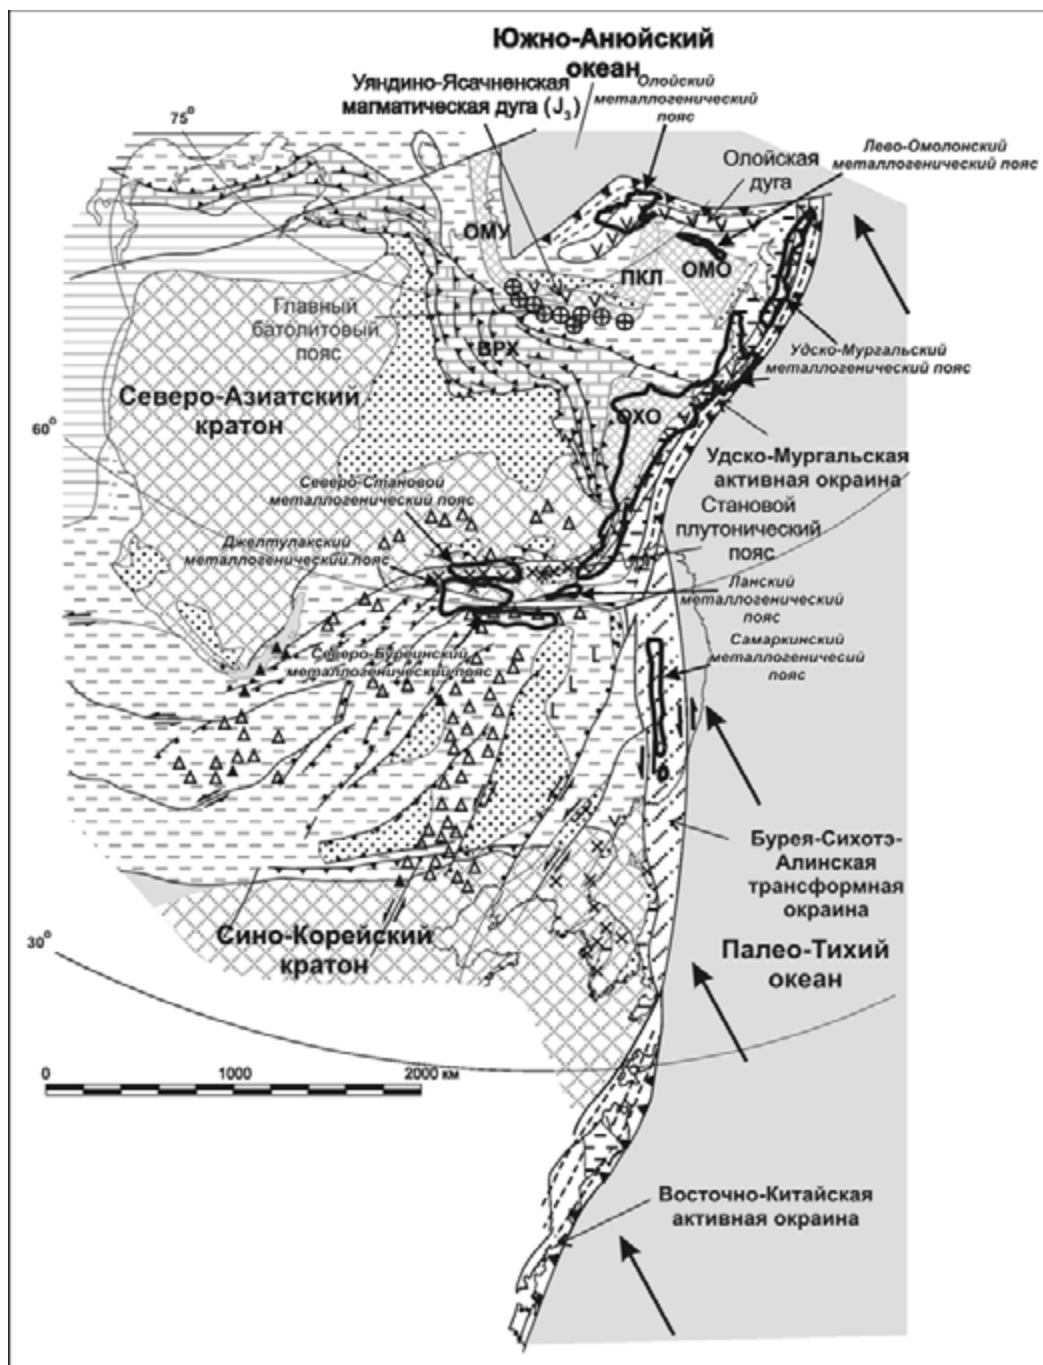 Южно-Анюйский
океан
Уяндино-Ясачненская
магматическая дуга (J₃)
Олойский
металлогенический
пояс
75°
Лево-Омолонский
металлогенический пояс
Олойская
дуга
ОМУ
ПКЛ
ОМО
Главный
батолитовый
пояс
ВРХ
Удско-Мургальский
металлогенический пояс
Северо-Азиатский
кратон
ОХО
60°
Удско-Мургальская
активная окраина
Северо-Становой
металлогенический пояс
Становой
плутонический
пояс
Джелтулакский
металлогенический пояс
Ланский
металлогенический
пояс
Самаркинский
металлогеничесий
пояс
Северо-Буреинский
металлогенический пояс
L
L
Бурея-Сихотэ-
Алинская
трансформная
окраина
Сино-Корейский
кратон
30°
Палео-Тихий
океан
0 1000 2000 км
Восточно-Китайская
активная окраина